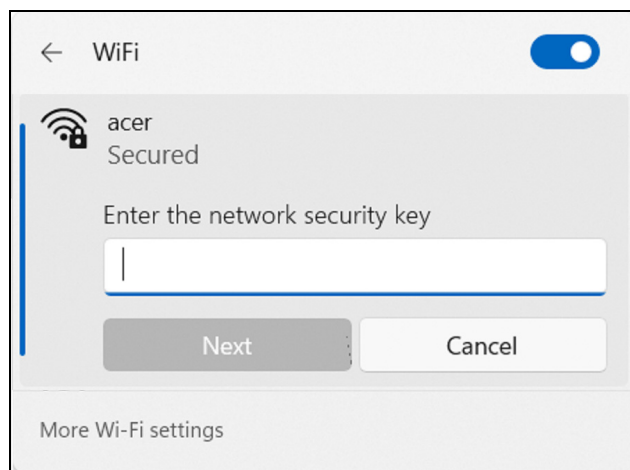 WiFi
acer
Secured
Enter the network security key
Next
Cancel
More Wi-Fi settings